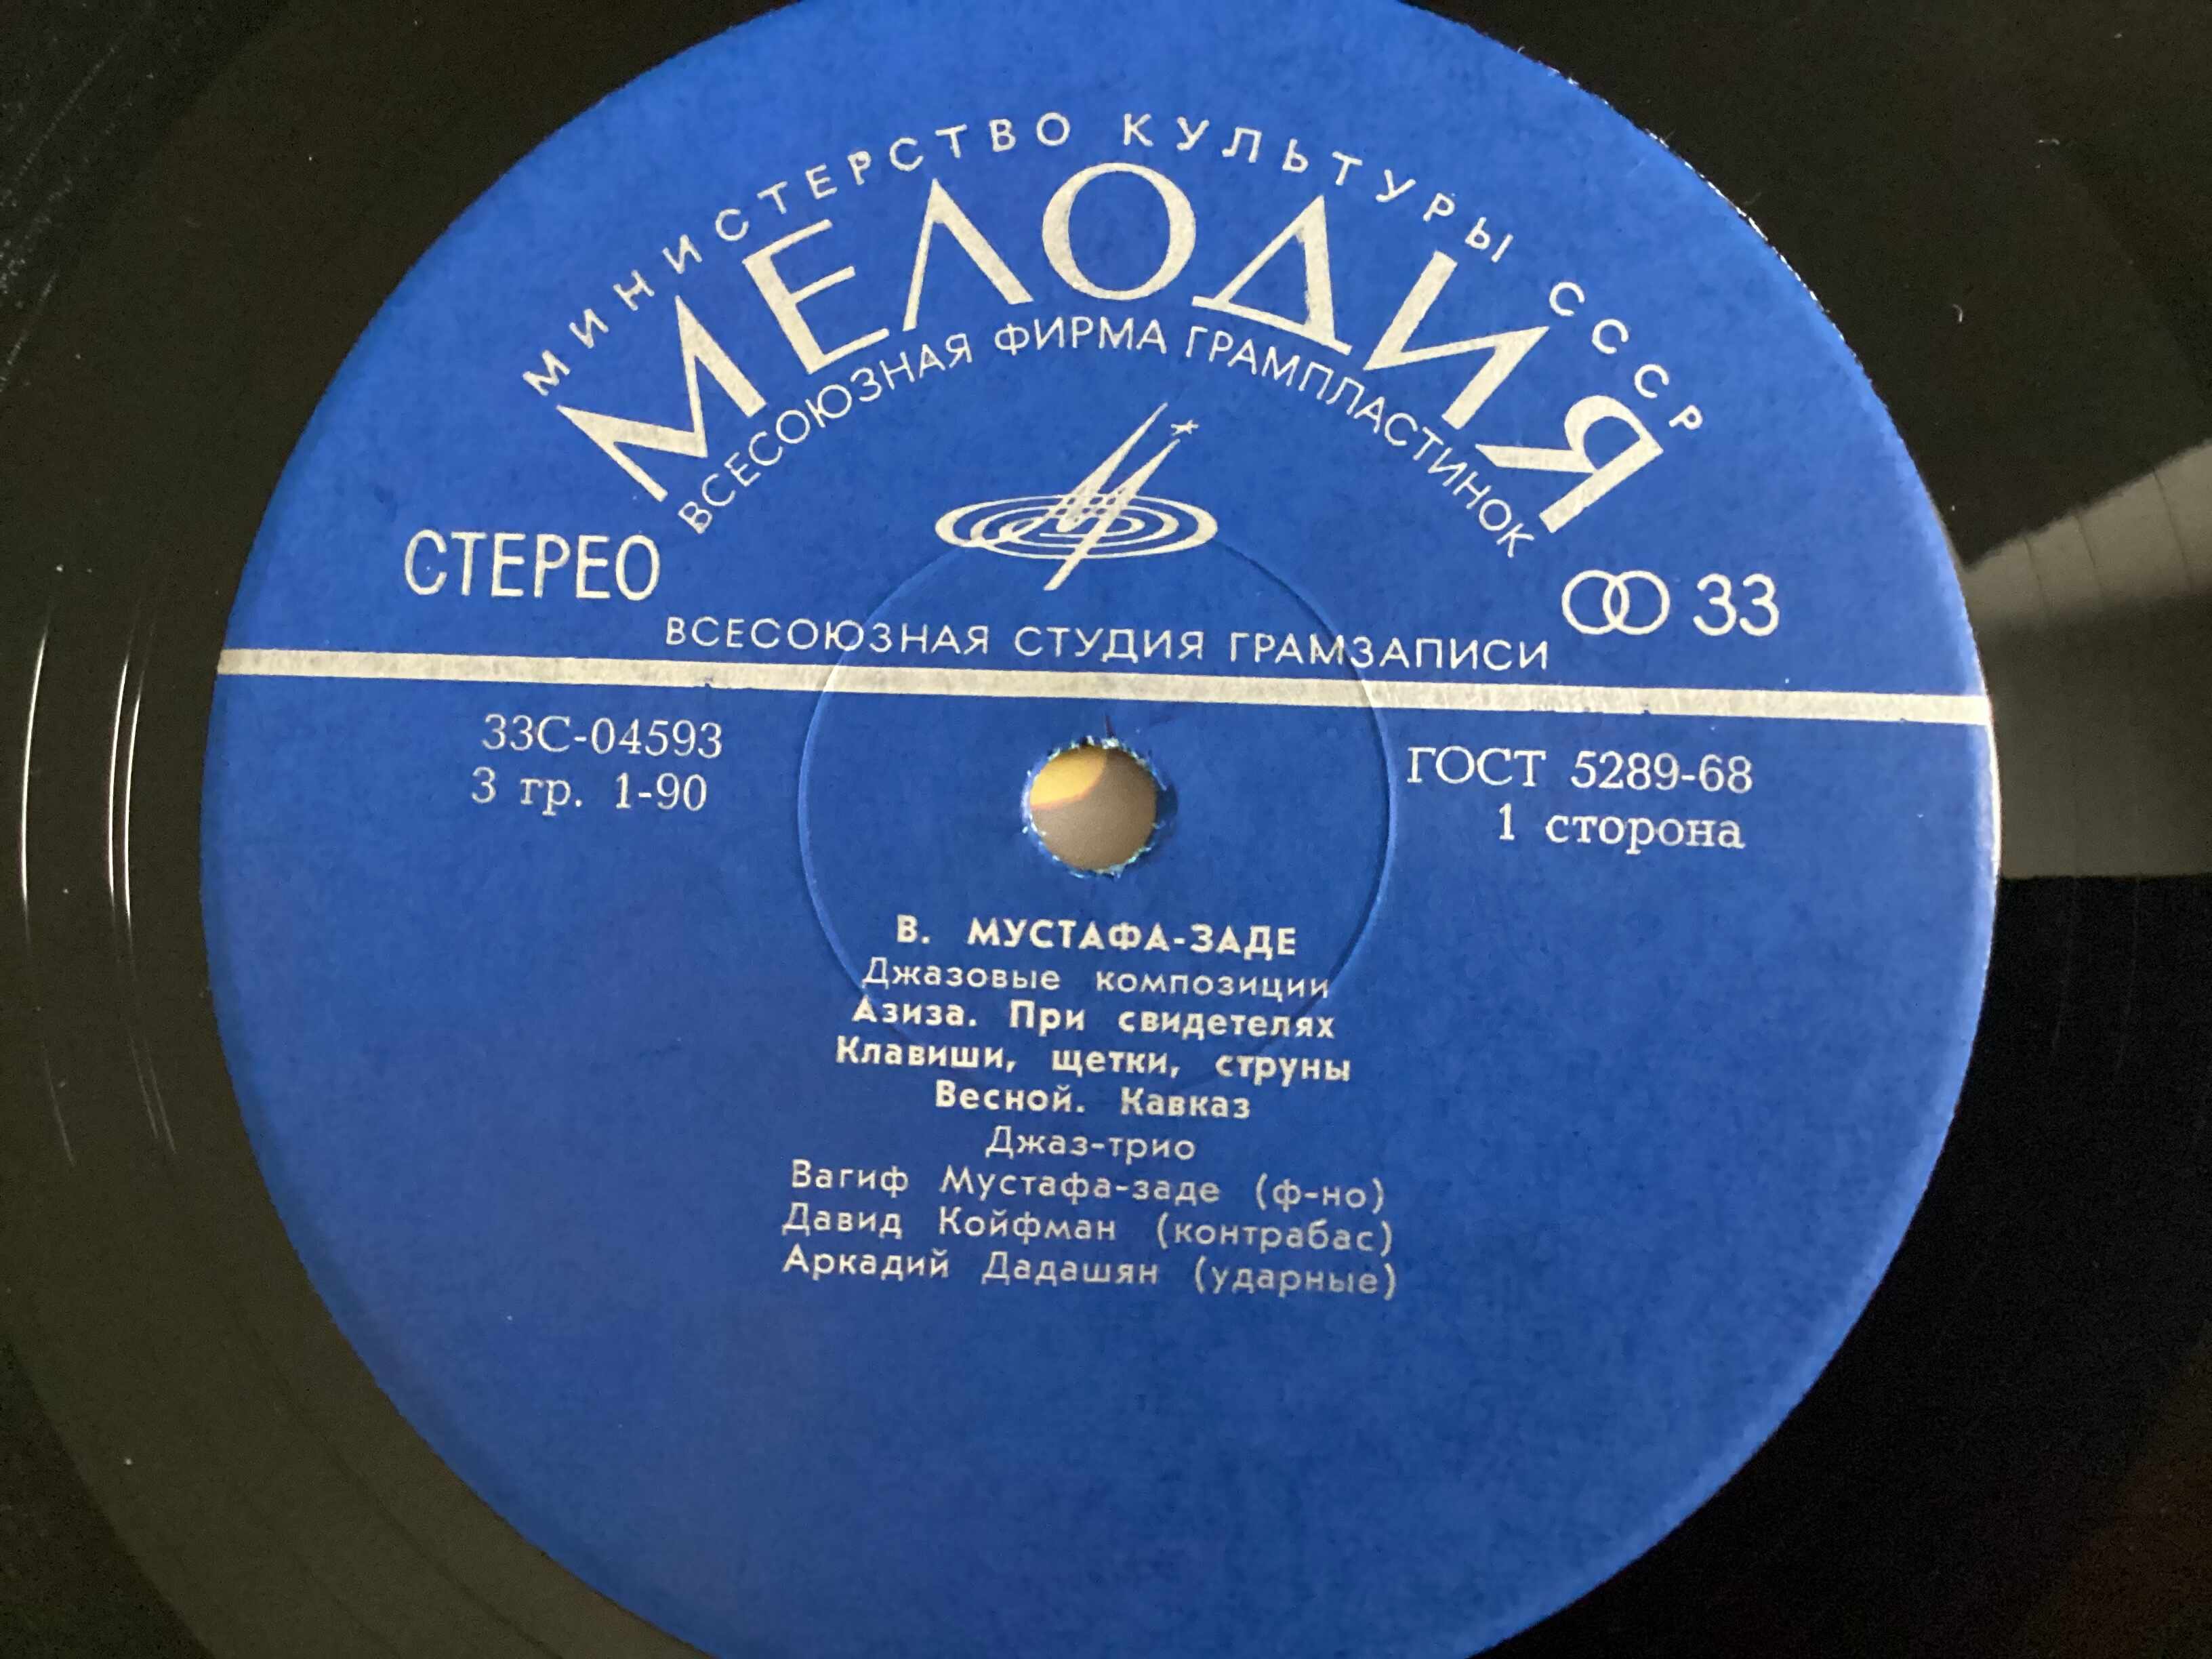 МИНИСТЕРСТВО КУЛЬТУРЫ СССР
МЕЛОДИЯ
ВСЕСОЮЗНАЯ ФИРМА ГРАМПЛАСТИНОК
СТЕРЕО
33
ВСЕСОЮЗНАЯ СТУДИЯ ГРАМЗАПИСИ
33С-04593
3 гр. 1-90
ГОСТ 5289-68
1 сторона
В. МУСТАФА-ЗАДЕ
Джазовые композиции
Азиза. При свидетелях
Клавиши, щетки, струны
Весной. Кавказ
Джаз-трио
Вагиф Мустафа-заде (ф-но)
Давид Койфман (контрабас)
Аркадий Дадашян (ударные)